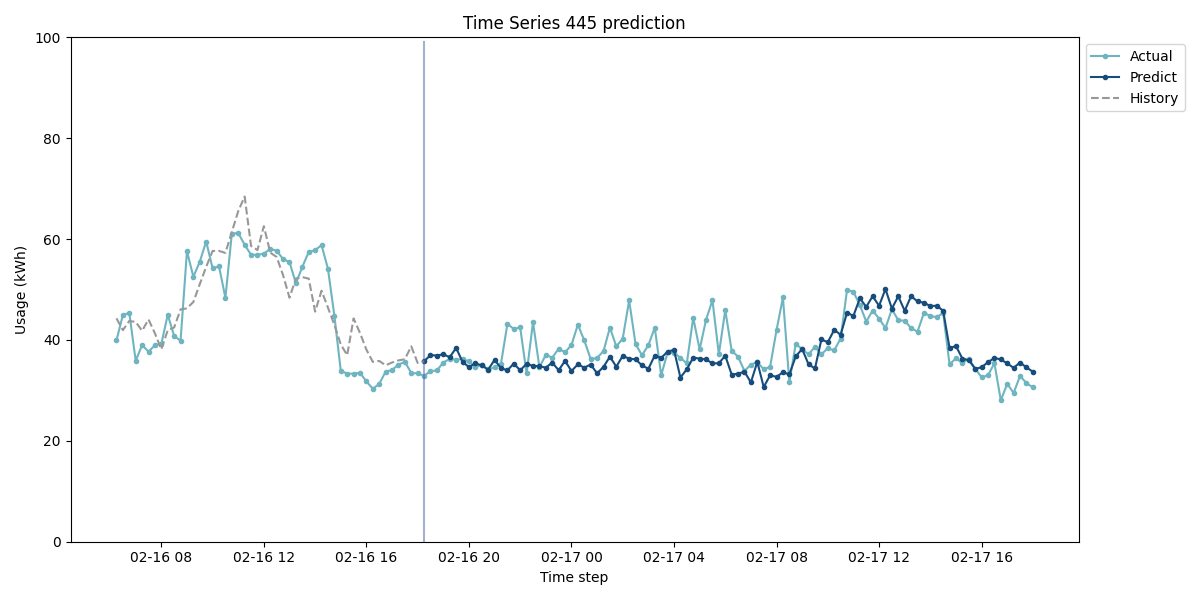 Time Series 445 prediction
Usage (kWh)
100
80
60
40
20
0
02-16 08
02-16 12
02-16 16
02-16 20
02-17 00
02-17 04
02-17 08
02-17 12
02-17 16
Time step
Actual
Predict
History